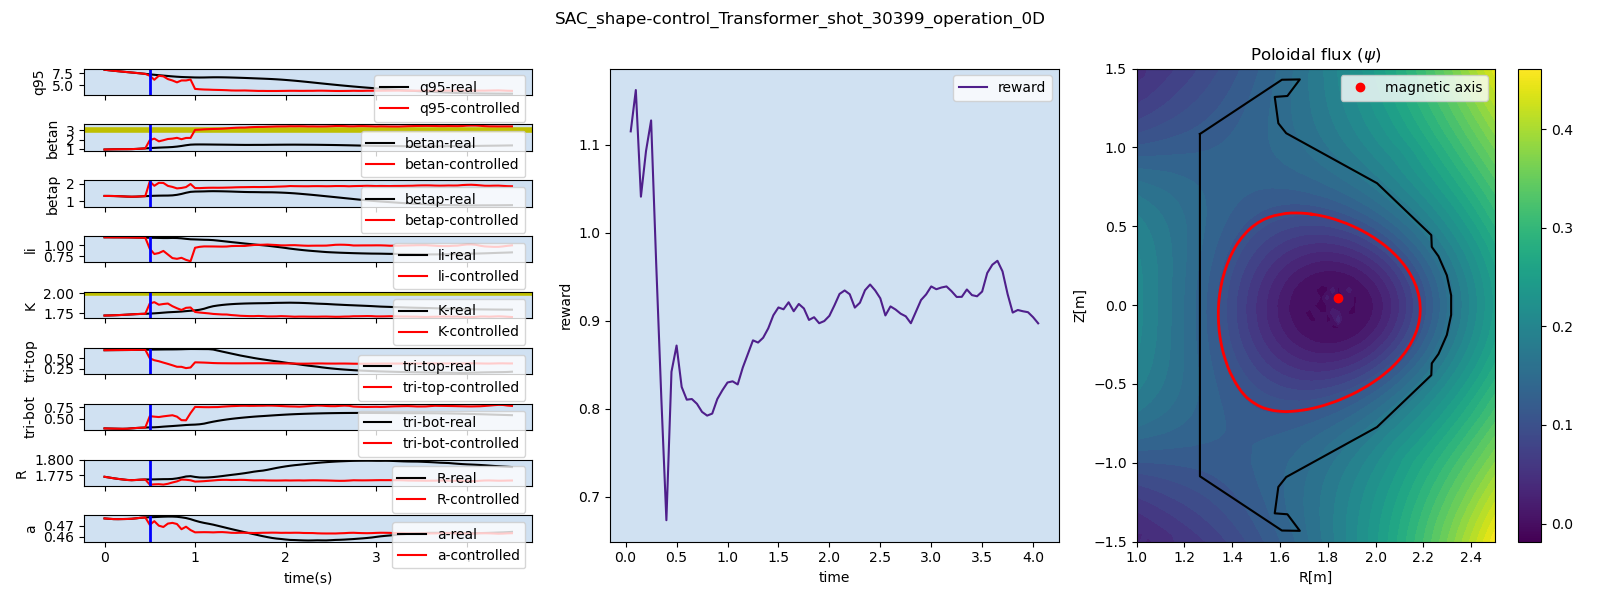 SAC_shape-control_Transformer_shot_30399_operation_0D
q95
7.5
5.0
q95-real
q95-controlled
betan
3
2
1
betan-real
betan-controlled
betap
2
1
betap-real
betap-controlled
li
1.00
0.75
li-real
li-controlled
K
2.00
1.75
K-real
K-controlled
tri-top
0.50
0.25
tri-top-real
tri-top-controlled
tri-bot
0.75
0.50
tri-bot-real
tri-bot-controlled
R
1.800
1.775
R-real
R-controlled
a
0.47
0.46
a-real
a-controlled
0 1 2 3
time(s)
reward
reward
1.1
1.0
0.9
0.8
0.7
0.0 0.5 1.0 1.5 2.0 2.5 3.0 3.5 4.0
time
Poloidal flux (ψ)
magnetic axis
Z[m]
1.5
1.0
0.5
0.0
−0.5
−1.0
−1.5
1.0 1.2 1.4 1.6 1.8 2.0 2.2 2.4
R[m]
0.4
0.3
0.2
0.1
0.0